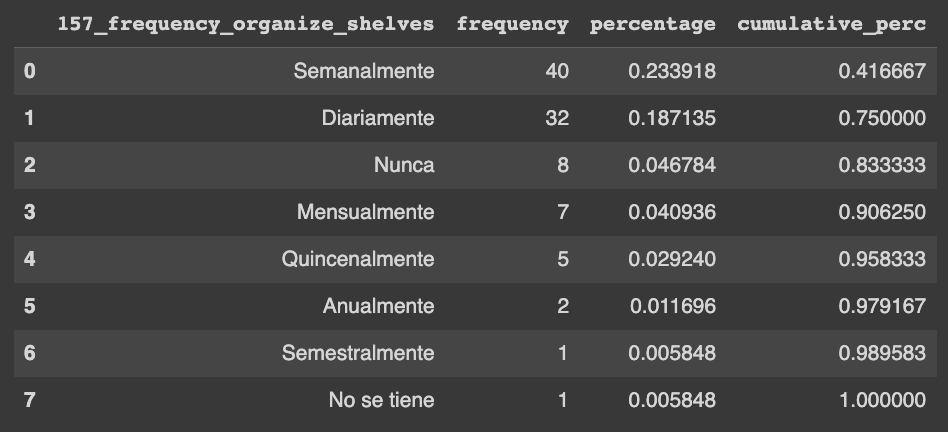 157_frequency_organize_shelves frequency percentage cumulative_perc
0 Semanalmente 40 0.233918 0.416667
1 Diariamente 32 0.187135 0.750000
2 Nunca 8 0.046784 0.833333
3 Mensualmente 7 0.040936 0.906250
4 Quincenalmente 5 0.029240 0.958333
5 Anualmente 2 0.011696 0.979167
6 Semestralmente 1 0.005848 0.989583
7 No se tiene 1 0.005848 1.000000